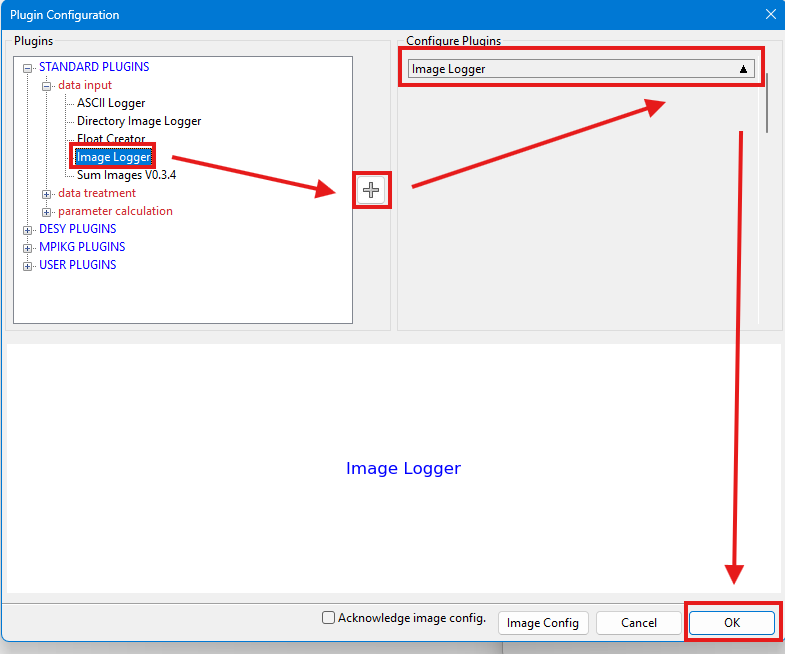 Plugin Configuration
Plugins
STANDARD PLUGINS
data input
ASCII Logger
Directory Image Logger
Float Creator
Image Logger
Sum Images V0.3.4
data treatment
parameter calculation
DESY PLUGINS
MPIKG PLUGINS
USER PLUGINS
Configure Plugins
Image Logger
Image Logger
Acknowledge image config.
Image Config
Cancel
OK